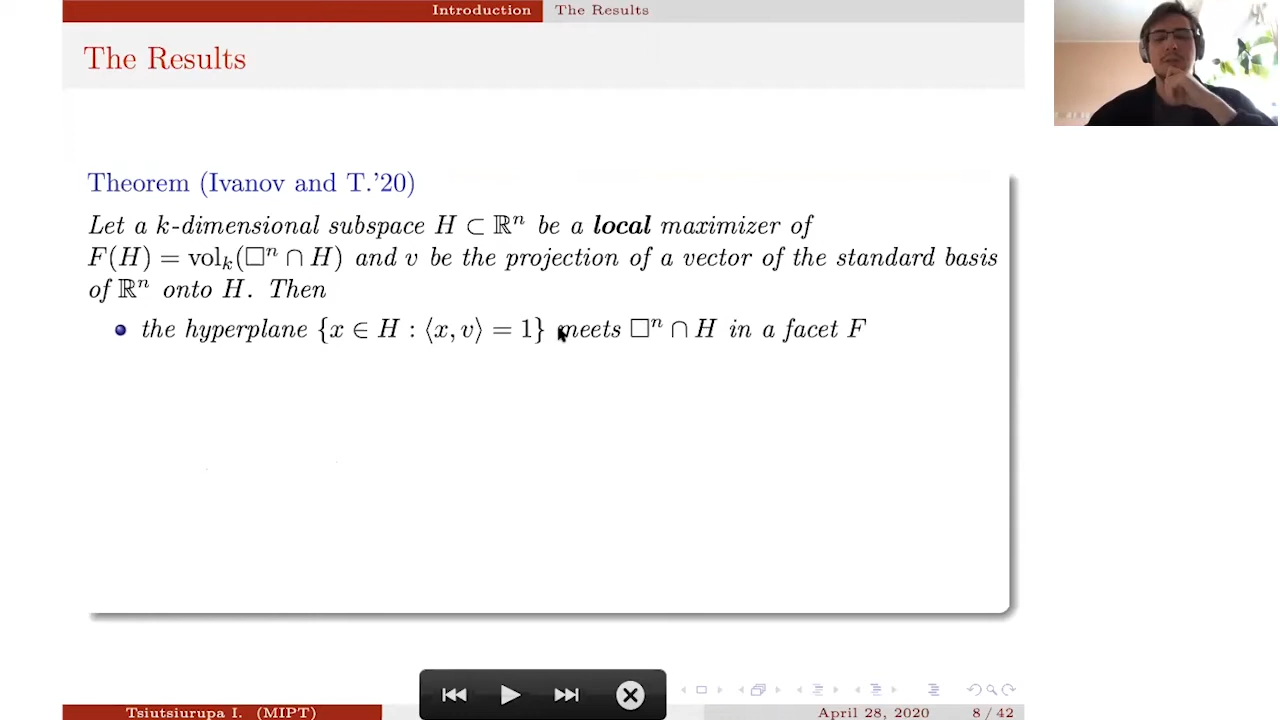 Introduction The Results
The Results
Theorem (Ivanov and T.'20)
Let a k-dimensional subspace H ⊂ ℝⁿ be a local maximizer of
F(H) = volₖ(□ⁿ ∩ H) and v be the projection of a vector of the standard basis
of ℝⁿ onto H. Then
the hyperplane {x ∈ H : ⟨x, v⟩ = 1} meets □ⁿ ∩ H in a facet F
Tsiutsiurupa I. (MIPT) April 28, 2020 8 / 42